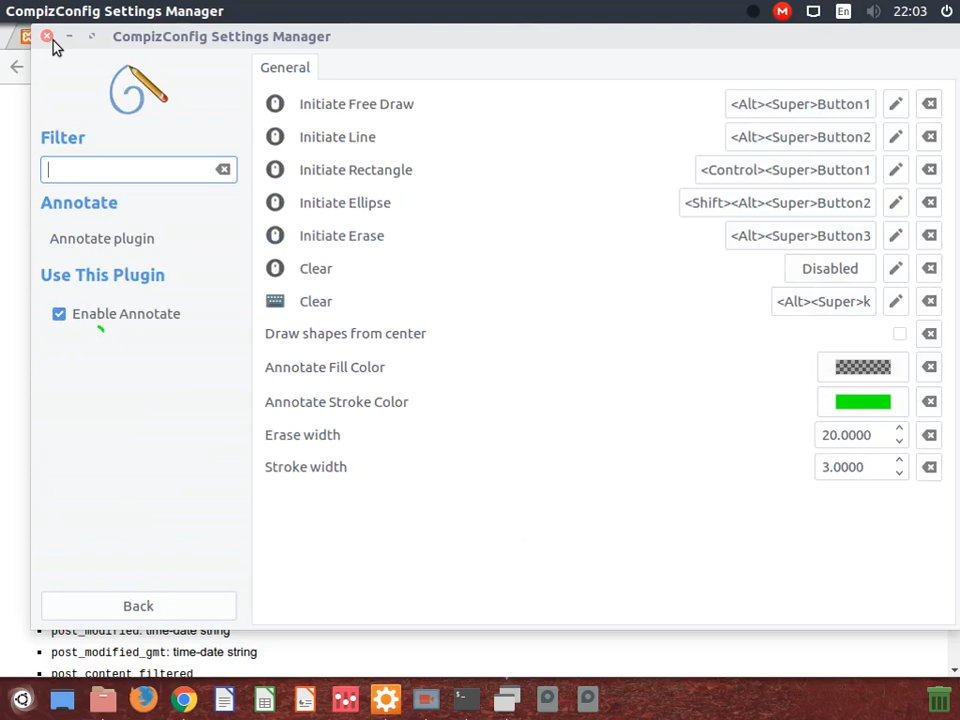 CompizConfig Settings Manager
M
En
22:03
CompizConfig Settings Manager
Filter
Annotate
Annotate plugin
Use This Plugin
Enable Annotate
Back
General
Initiate Free Draw <Alt><Super>Button1
Initiate Line <Alt><Super>Button2
Initiate Rectangle <Control><Super>Button1
Initiate Ellipse <Shift><Alt><Super>Button2
Initiate Erase <Alt><Super>Button3
Clear Disabled
Clear <Alt><Super>k
Draw shapes from center
Annotate Fill Color
Annotate Stroke Color
Erase width 20.0000
Stroke width 3.0000
post_modified: time-date string
post_modified_gmt: time-date string
post_content_filtered